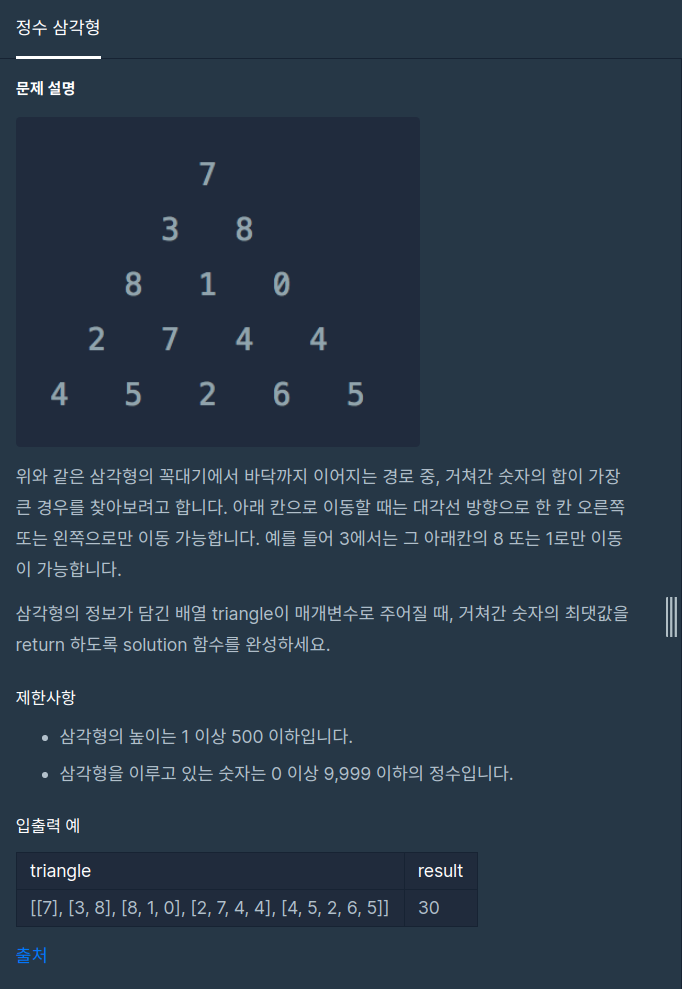 정수 삼각형
문제 설명
7
3 8
8 1 0
2 7 4 4
4 5 2 6 5
위와 같은 삼각형의 꼭대기에서 바닥까지 이어지는 경로 중, 거쳐간 숫자의 합이 가장
큰 경우를 찾아보려고 합니다. 아래 칸으로 이동할 때는 대각선 방향으로 한 칸 오른쪽
또는 왼쪽으로만 이동 가능합니다. 예를 들어 3에서는 그 아래칸의 8 또는 1로만 이동
이 가능합니다.
삼각형의 정보가 담긴 배열 triangle이 매개변수로 주어질 때, 거쳐간 숫자의 최댓값을
return 하도록 solution 함수를 완성하세요.
제한사항
• 삼각형의 높이는 1 이상 500 이하입니다.
• 삼각형을 이루고 있는 숫자는 0 이상 9,999 이하의 정수입니다.
입출력 예
triangle result
[[7], [3, 8], [8, 1, 0], [2, 7, 4, 4], [4, 5, 2, 6, 5]] 30
출처